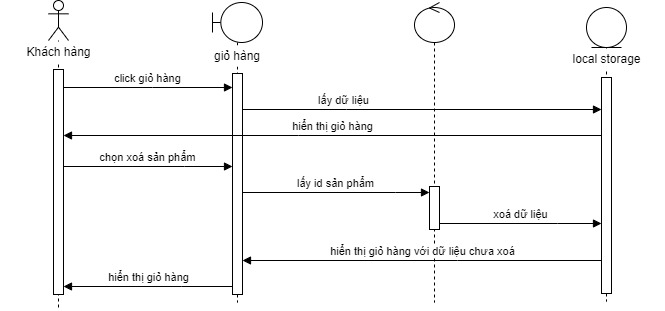 Khách hàng
giỏ hàng
local storage
click giỏ hàng
lấy dữ liệu
hiển thị giỏ hàng
chọn xoá sản phẩm
lấy id sản phẩm
xoá dữ liệu
hiển thị giỏ hàng với dữ liệu chưa xoá
hiển thị giỏ hàng